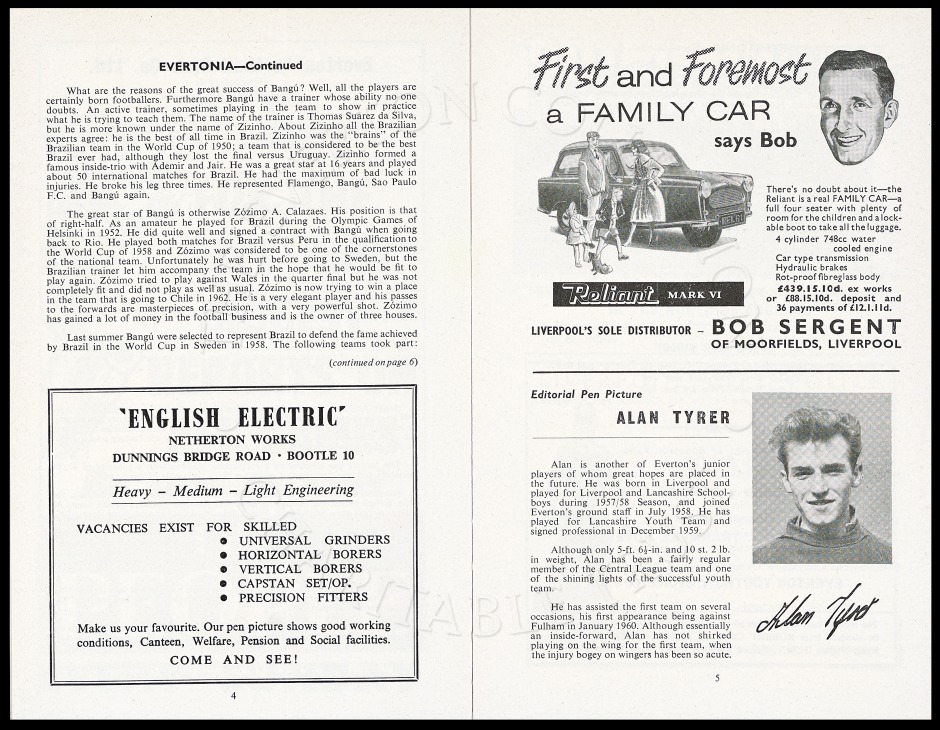 EVERTONIA—Continued
What are the reasons of the great success of Bangú? Well, all the players are
certainly born footballers. Furthermore Bangú have a trainer whose ability no one
doubts. An active trainer, sometimes playing in the team to show in practice
what he is trying to teach them. The name of the trainer is Thomas Suarez da Silva,
but he is more known under the name of Zizinho. About Zizinho all the Brazilian
experts agree: he is the best of all time in Brazil. Zizinho was the "brains" of the
Brazilian team in the World Cup of 1950; a team that is considered to be the best
Brazil ever had, although they lost the final versus Uruguay. Zizinho formed a
famous inside-trio with Ademir and Jair. He was a great star at 16 years and played
about 50 international matches for Brazil. He had the maximum of bad luck in
injuries. He broke his leg three times. He represented Flamengo, Bangú, Sao Paulo
F.C. and Bangú again.
The great star of Bangú is otherwise Zózimo A. Calazaes. His position is that
of right-half. As an amateur he played for Brazil during the Olympic Games of
Helsinki in 1952. He did quite well and signed a contract with Bangú when going
back to Rio. He played both matches for Brazil versus Peru in the qualification to
the World Cup of 1958 and Zózimo was considered to be one of the cornerstones
of the national team. Unfortunately he was hurt before going to Sweden, but the
Brazilian trainer let him accompany the team in the hope that he would be fit to
play again. Zózimo tried to play against Wales in the quarter final but he was not
completely fit and did not play as well as usual. Zózimo is now trying to win a place
in the team that is going to Chile in 1962. He is a very elegant player and his passes
to the forwards are masterpieces of precision, with a very powerful shot. Zózimo
has gained a lot of money in the football business and is the owner of three houses.
Last summer Bangú were selected to represent Brazil to defend the fame achieved
by Brazil in the World Cup in Sweden in 1958. The following teams took part:
(continued on page 6)
'ENGLISH ELECTRIC'
NETHERTON WORKS
DUNNINGS BRIDGE ROAD · BOOTLE 10
Heavy – Medium – Light Engineering
VACANCIES EXIST FOR SKILLED
● UNIVERSAL GRINDERS
● HORIZONTAL BORERS
● VERTICAL BORERS
● CAPSTAN SET/OP.
● PRECISION FITTERS
Make us your favourite. Our pen picture shows good working
conditions, Canteen, Welfare, Pension and Social facilities.
COME AND SEE!
4
First and Foremost
a FAMILY CAR
says Bob
There's no doubt about it—the
Reliant is a real FAMILY CAR—a
full four seater with plenty of
room for the children and a lock-
able boot to take all the luggage.
4 cylinder 748cc water
cooled engine
Car type transmission
Hydraulic brakes
Rot-proof fibreglass body
£439.15.10d. ex works
or £88.15.10d. deposit and
36 payments of £12.1.11d.
Reliant MARK VI
LIVERPOOL'S SOLE DISTRIBUTOR – BOB SERGENT
OF MOORFIELDS, LIVERPOOL
Editorial Pen Picture
ALAN TYRER
Alan is another of Everton's junior
players of whom great hopes are placed in
the future. He was born in Liverpool and
played for Liverpool and Lancashire School-
boys during 1957/58 Season, and joined
Everton's ground staff in July 1958. He has
played for Lancashire Youth Team and
signed professional in December 1959.
Although only 5-ft. 6½-in. and 10 st. 2 lb.
in weight, Alan has been a fairly regular
member of the Central League team and one
of the shining lights of the successful youth
team.
He has assisted the first team on several
occasions, his first appearance being against
Fulham in January 1960. Although essentially
an inside-forward, Alan has not shirked
playing on the wing for the first team, when
the injury bogey on wingers has been so acute.
Alan Tyrer
5